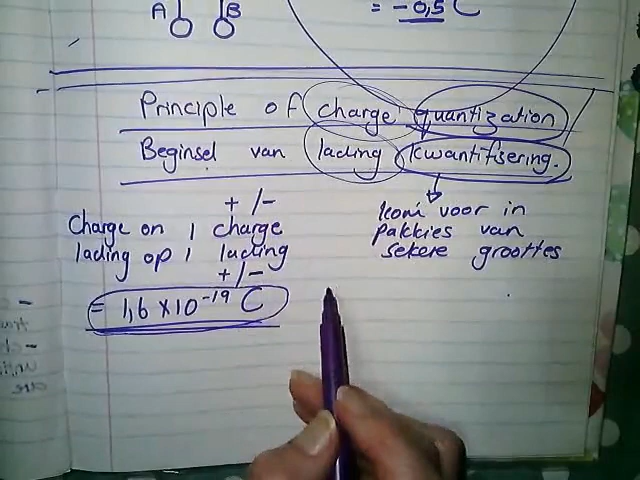 A B
= -0,5 C
Principle of charge quantization
Beginsel van lading kwantifisering.
+ /-
Charge on 1 charge
lading op 1 lading
+/-
= 1,6 x 10⁻¹⁹ C
kom voor in
pakkies van
sekere groottes